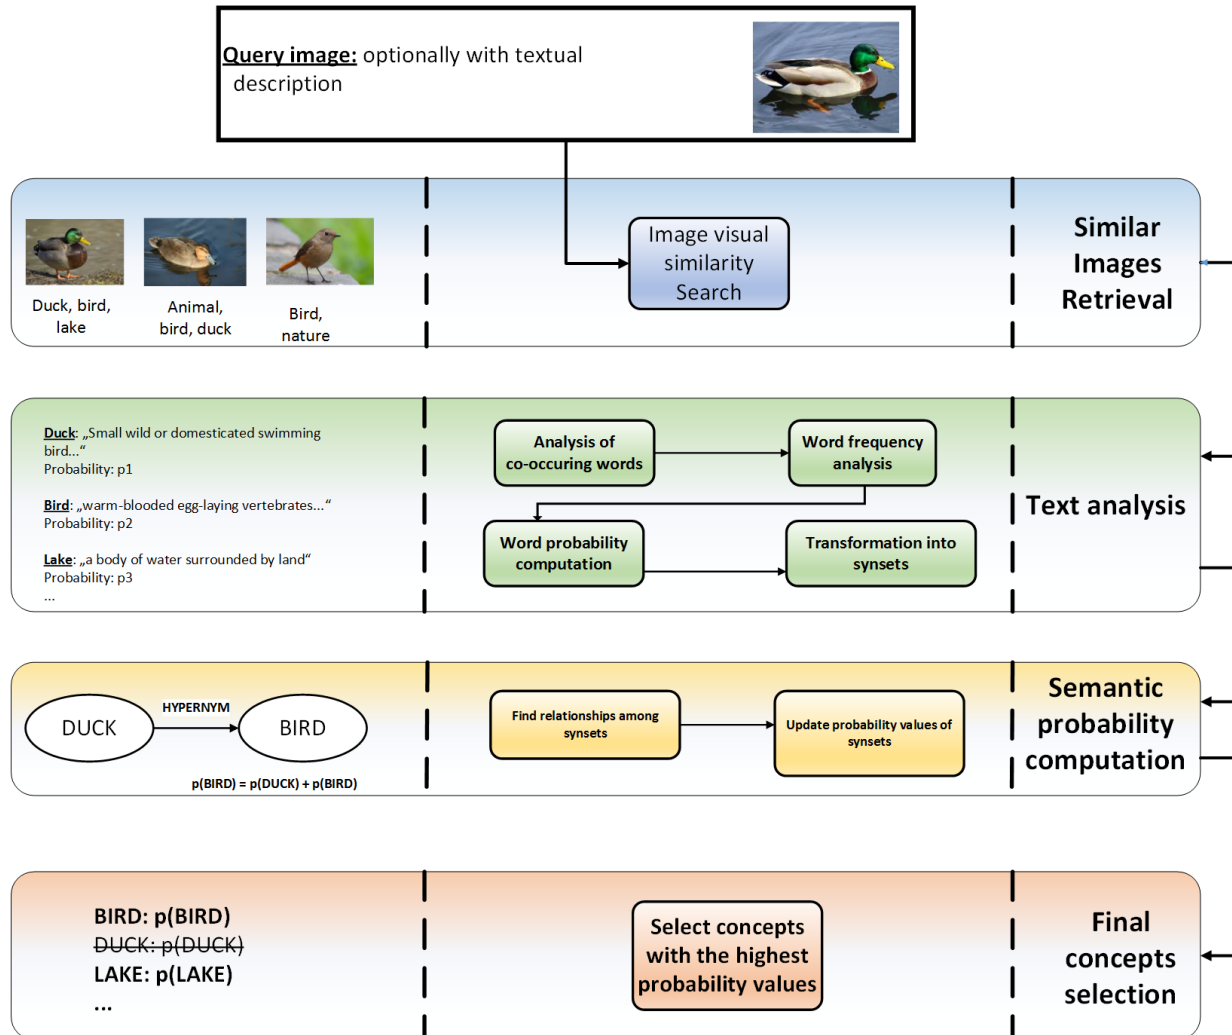 Query image: optionally with textual
description
Duck, bird,
lake
Animal,
bird, duck
Bird,
nature
Image visual
similarity
Search
Similar
Images
Retrieval
Duck: „Small wild or domesticated swimming
bird...“
Probability: p1
Bird: „warm-blooded egg-laying vertebrates...“
Probability: p2
Lake: „a body of water surrounded by land“
Probability: p3
...
Analysis of
co-occuring words
Word frequency
analysis
Word probability
computation
Transformation into
synsets
Text analysis
DUCK
HYPERNYM
BIRD
p(BIRD) = p(DUCK) + p(BIRD)
Find relationships among
synsets
Update probability values of
synsets
Semantic
probability
computation
BIRD: p(BIRD)
DUCK: p(DUCK)
LAKE: p(LAKE)
...
Select concepts
with the highest
probability values
Final
concepts
selection